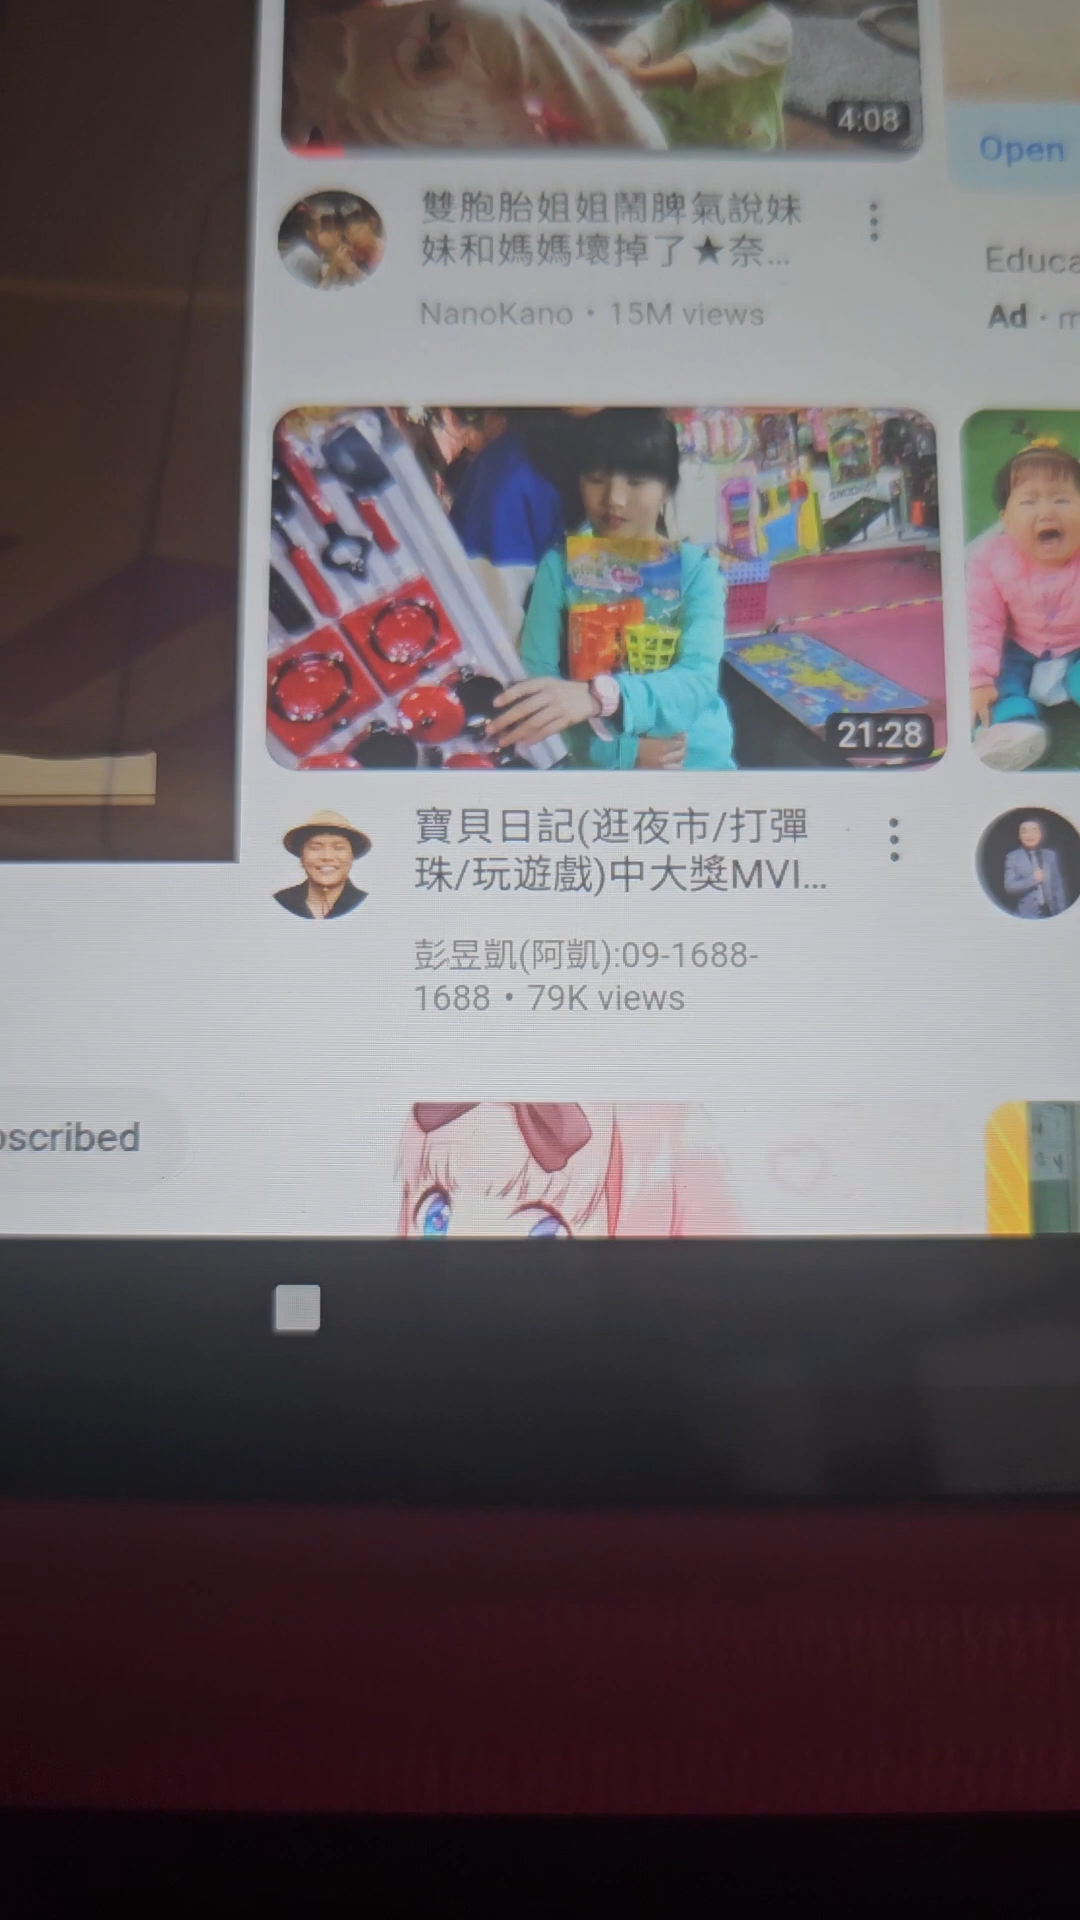 4:08
Open
雙胞胎姐姐鬧脾氣說妹
妹和媽媽壞掉了★奈...
NanoKano • 15M views
Educa
Ad · m
21:28
寶貝日記(逛夜市/打彈
珠/玩遊戲)中大獎MVI...
彭昱凱(阿凱):09-1688-
1688 • 79K views
bscribed